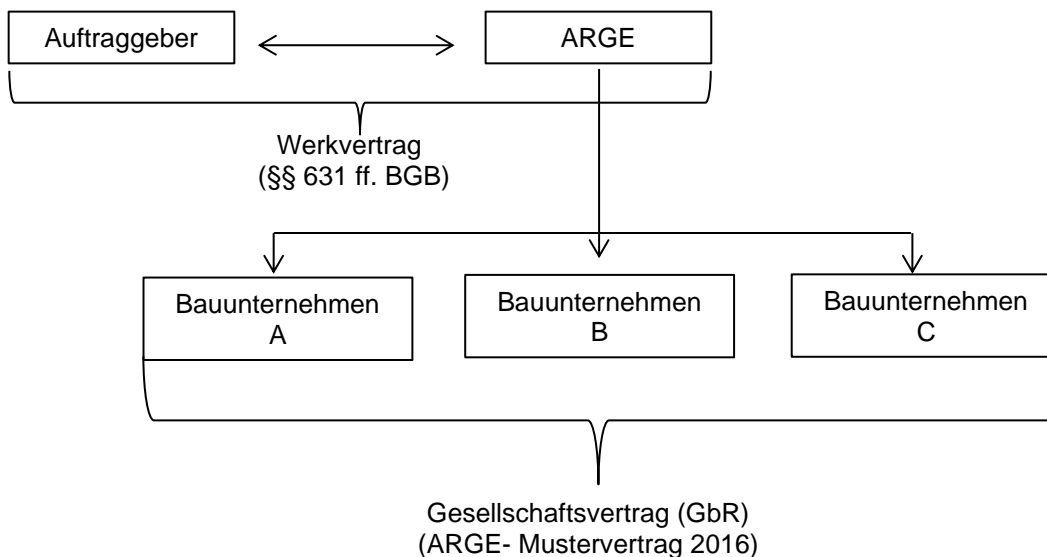 Auftraggeber
ARGE
Werkvertrag
(§§ 631 ff. BGB)
Bauunternehmen
A
Bauunternehmen
B
Bauunternehmen
C
Gesellschaftsvertrag (GbR)
(ARGE- Mustervertrag 2016)